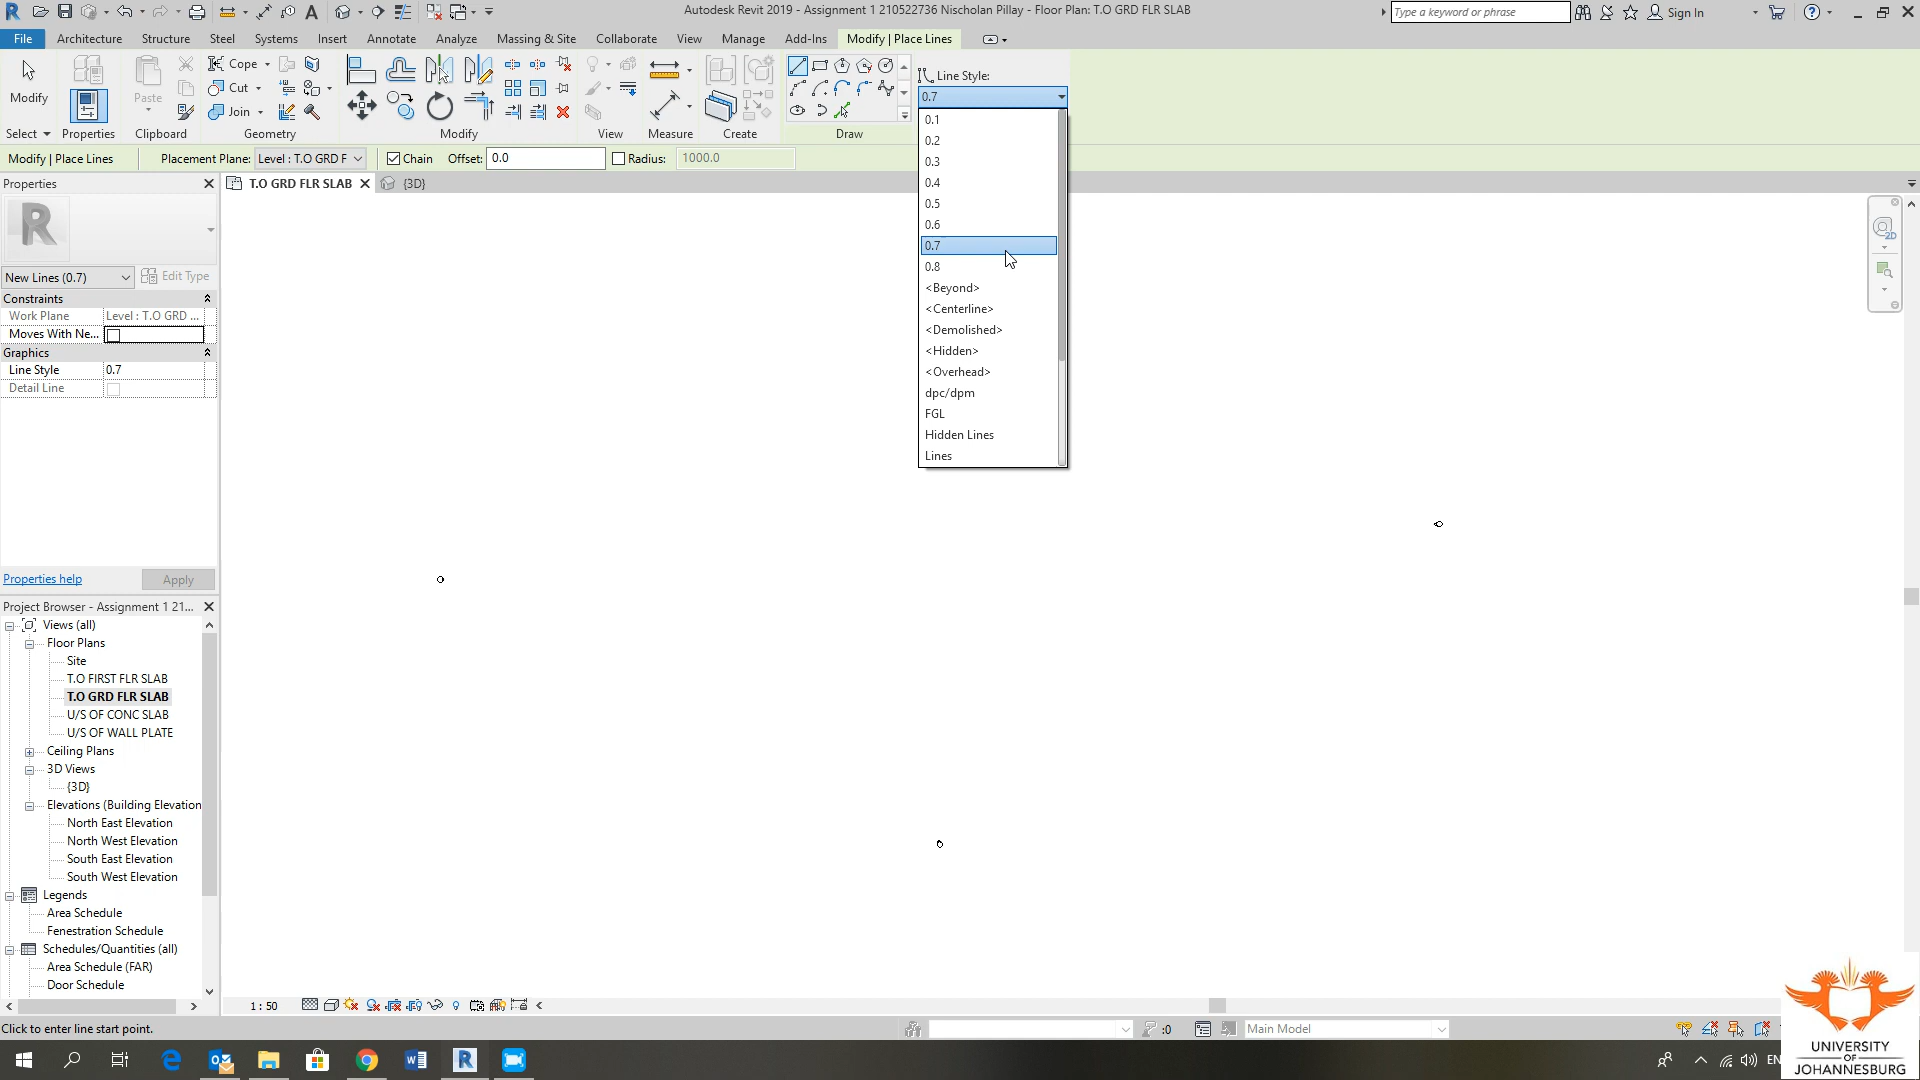 Autodesk Revit 2019 - Assignment 1 210522736 Nischolan Pillay - Floor Plan: T.O GRD FLR SLAB
Type a keyword or phrase
Sign In
File Architecture Structure Steel Systems Insert Annotate Analyze Massing & Site Collaborate View Manage Add-Ins Modify | Place Lines
Modify
Paste
Cope
Cut
Join
Line Style:
0.7
Select Properties Clipboard Geometry Modify View Measure Create Draw
Modify | Place Lines Placement Plane: Level : T.O GRD F Chain Offset: 0.0 Radius: 1000.0
0.1
0.2
0.3
0.4
0.5
0.6
0.7
0.8
<Beyond>
<Centerline>
<Demolished>
<Hidden>
<Overhead>
dpc/dpm
FGL
Hidden Lines
Lines
Properties
T.O GRD FLR SLAB {3D}
2D
R
New Lines (0.7) Edit Type
Constraints
Work Plane Level : T.O GRD ...
Moves With Ne...
Graphics
Line Style 0.7
Detail Line
Properties help Apply
Project Browser - Assignment 1 21...
Views (all)
Floor Plans
Site
T.O FIRST FLR SLAB
T.O GRD FLR SLAB
U/S OF CONC SLAB
U/S OF WALL PLATE
Ceiling Plans
3D Views
{3D}
Elevations (Building Elevation
North East Elevation
North West Elevation
South East Elevation
South West Elevation
Legends
Area Schedule
Fenestration Schedule
Schedules/Quantities (all)
Area Schedule (FAR)
Door Schedule
1 : 50
Click to enter line start point.
:0
Main Model
EN
UNIVERSITY
OF
JOHANNESBURG